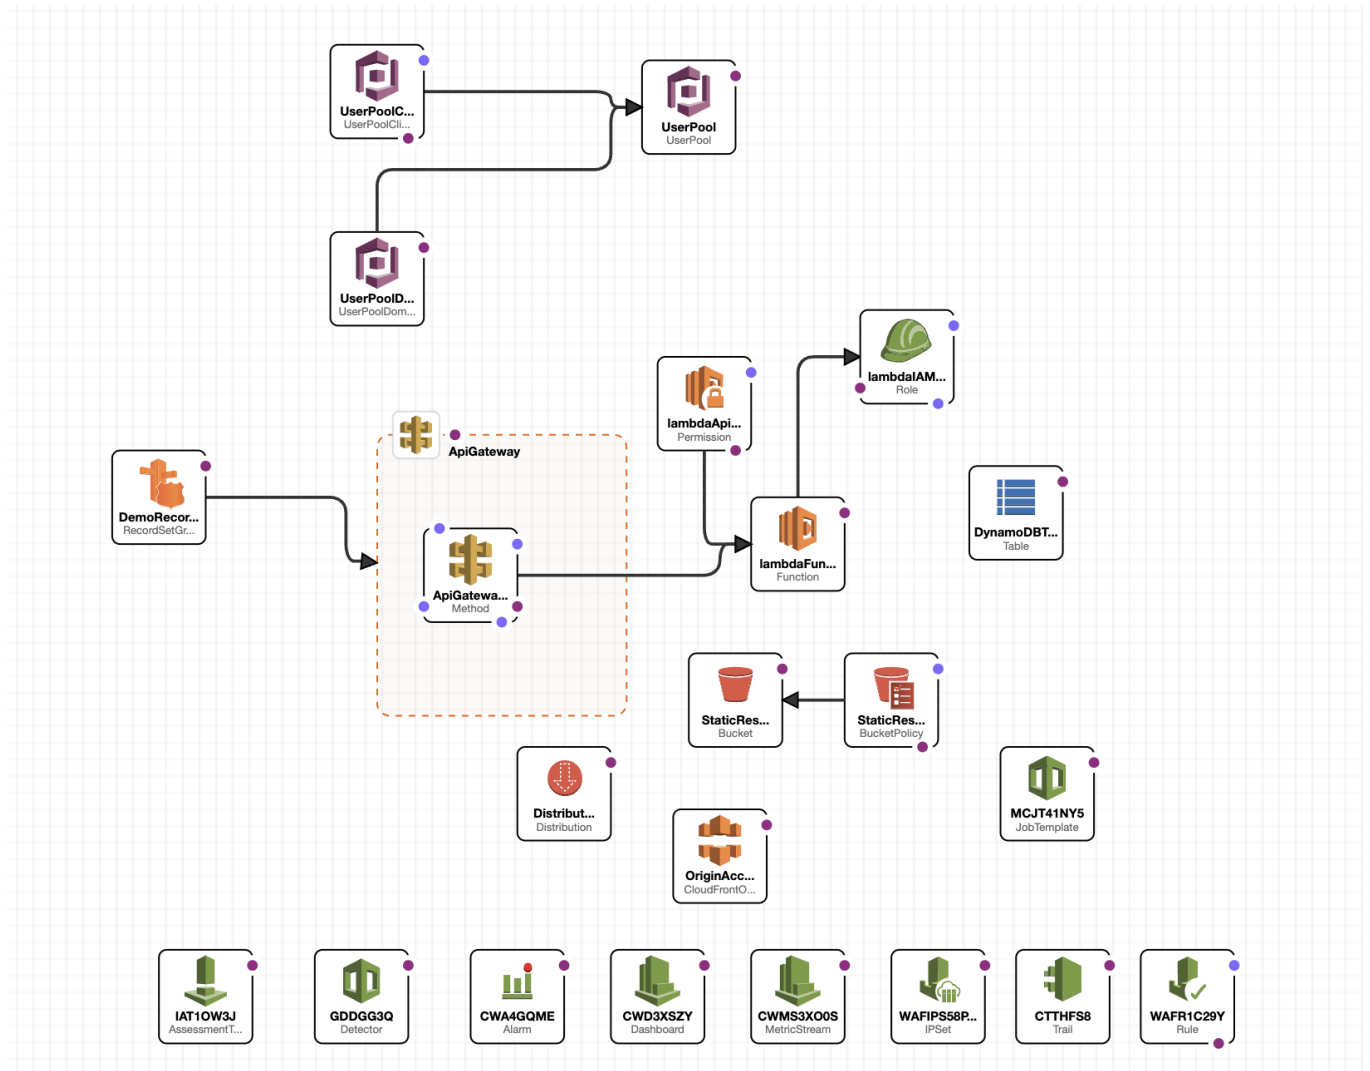 UserPoolC...
UserPoolCli...
UserPool
UserPool
UserPoolD...
UserPoolDom...
lambdaIAM...
Role
lambdaApi...
Permission
ApiGateway
DemoRecor...
RecordSetGr...
DynamoDBT...
Table
lambdaFun...
Function
ApiGatewa...
Method
StaticRes...
Bucket
StaticRes...
BucketPolicy
Distribut...
Distribution
MCJT41NY5
JobTemplate
OriginAcc...
CloudFrontO...
IAT1OW3J
AssessmentT...
GDDGG3Q
Detector
CWA4GQME
Alarm
CWD3XSZY
Dashboard
CWMS3XO0S
MetricStream
WAFIPS58P...
IPSet
CTTHFS8
Trail
WAFR1C29Y
Rule